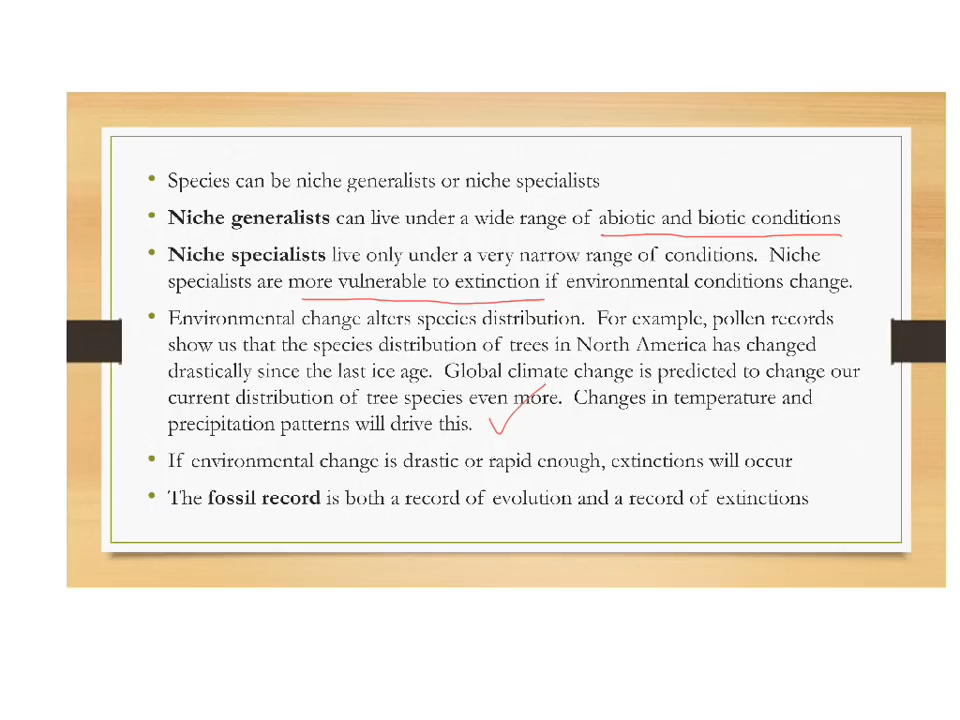 Species can be niche generalists or niche specialists
Niche generalists can live under a wide range of abiotic and biotic conditions
Niche specialists live only under a very narrow range of conditions. Niche
specialists are more vulnerable to extinction if environmental conditions change.
Environmental change alters species distribution. For example, pollen records
show us that the species distribution of trees in North America has changed
drastically since the last ice age. Global climate change is predicted to change our
current distribution of tree species even more. Changes in temperature and
precipitation patterns will drive this.
If environmental change is drastic or rapid enough, extinctions will occur
The fossil record is both a record of evolution and a record of extinctions